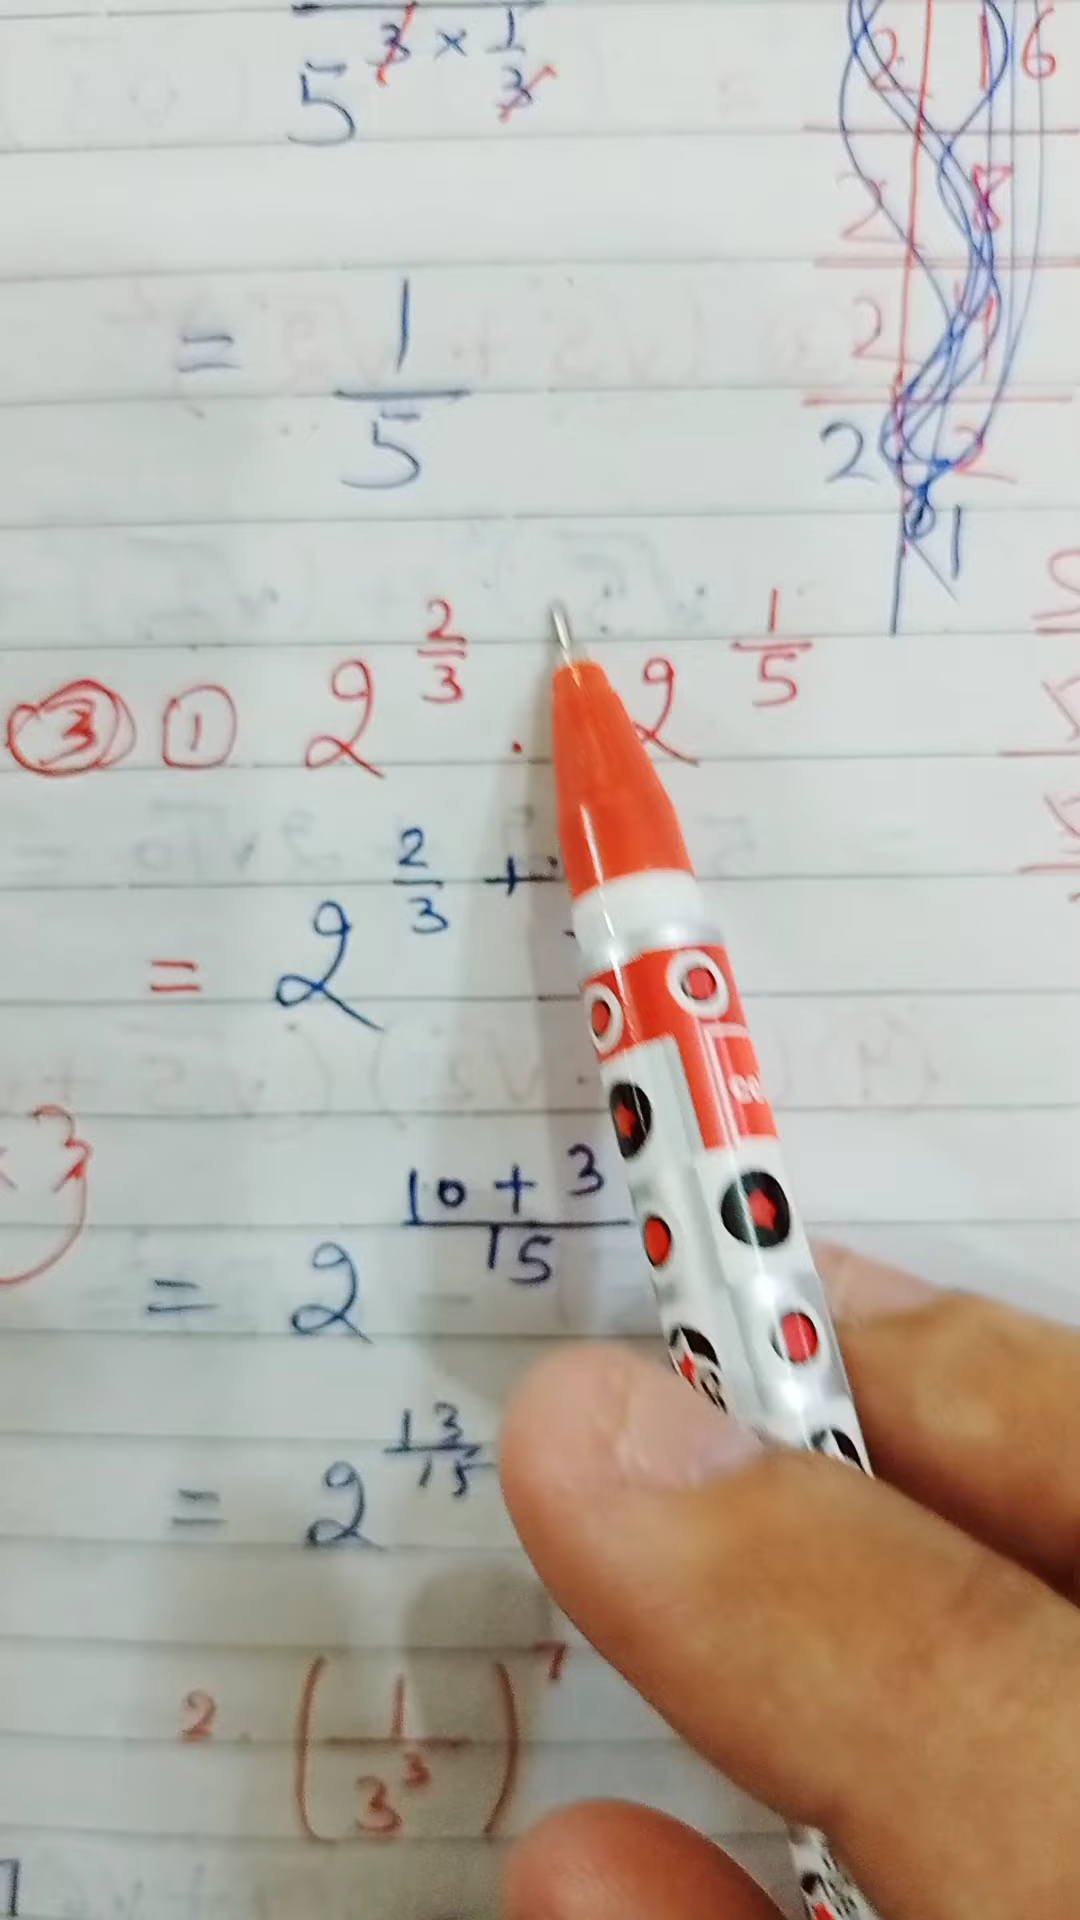 5^(3 × 1/3)
= 1/5
2 | 16
2 | 8
2 | 4
2 | 2
1
③ ① 2^(2/3) . 2^(1/5)
= 2^(2/3 +
= 2^((10 + 3)/15)
= 2^(13/15)
2. (1/3^3)^7